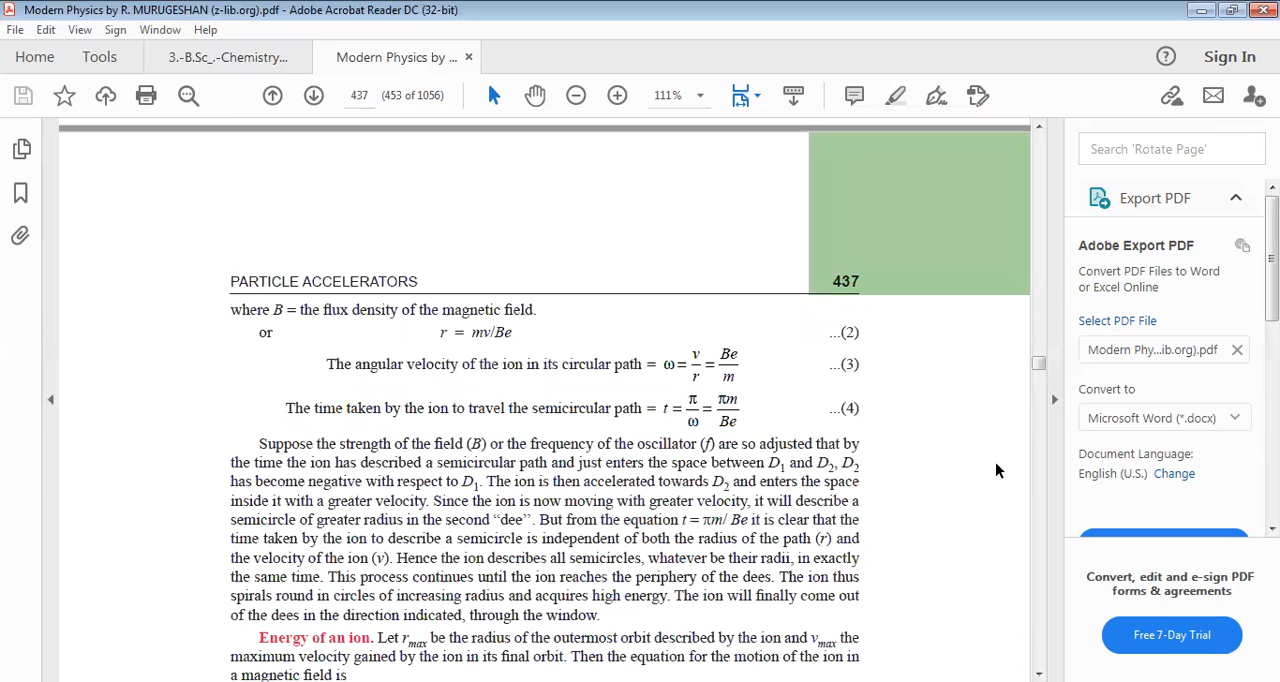 Modern Physics by R. MURUGESHAN (z-lib.org).pdf - Adobe Acrobat Reader DC (32-bit)
File Edit View Sign Window Help
Home Tools 3.-B.Sc_.-Chemistry... Modern Physics by ... × ? Sign In
437 (453 of 1056) 111%
Search 'Rotate Page'
Export PDF
Adobe Export PDF
Convert PDF Files to Word
or Excel Online
Select PDF File
Modern Phy...ib.org).pdf ×
Convert to
Microsoft Word (*.docx)
Document Language:
English (U.S.) Change
Convert, edit and e-sign PDF
forms & agreements
Free 7-Day Trial
PARTICLE ACCELERATORS 437
where B = the flux density of the magnetic field.
or r = mv/Be ...(2)
The angular velocity of the ion in its circular path = ω = v/r = Be/m ...(3)
The time taken by the ion to travel the semicircular path = t = π/ω = πm/Be ...(4)
Suppose the strength of the field (B) or the frequency of the oscillator (f) are so adjusted that by
the time the ion has described a semicircular path and just enters the space between D1 and D2, D2
has become negative with respect to D1. The ion is then accelerated towards D2 and enters the space
inside it with a greater velocity. Since the ion is now moving with greater velocity, it will describe a
semicircle of greater radius in the second “dee”. But from the equation t = πm/ Be it is clear that the
time taken by the ion to describe a semicircle is independent of both the radius of the path (r) and
the velocity of the ion (v). Hence the ion describes all semicircles, whatever be their radii, in exactly
the same time. This process continues until the ion reaches the periphery of the dees. The ion thus
spirals round in circles of increasing radius and acquires high energy. The ion will finally come out
of the dees in the direction indicated, through the window.
Energy of an ion. Let rmax be the radius of the outermost orbit described by the ion and vmax the
maximum velocity gained by the ion in its final orbit. Then the equation for the motion of the ion in
a magnetic field is